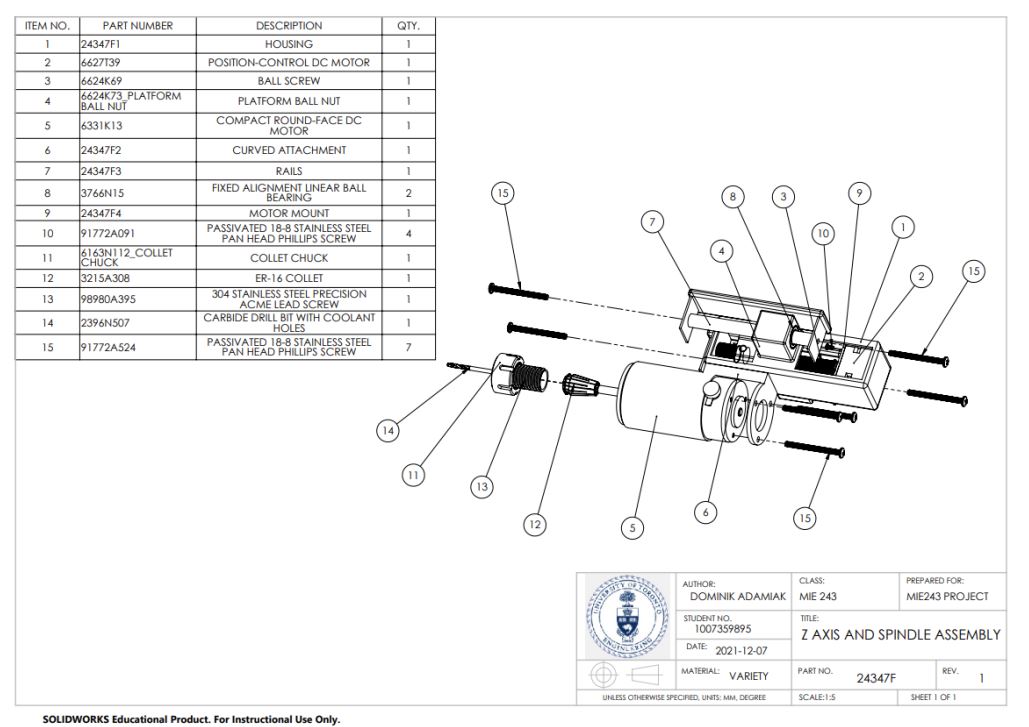 ITEM NO. PART NUMBER DESCRIPTION QTY.
1 24347F1 HOUSING 1
2 6627T39 POSITION-CONTROL DC MOTOR 1
3 6624K69 BALL SCREW 1
4 6624K73_PLATFORM BALL NUT PLATFORM BALL NUT 1
5 6331K13 COMPACT ROUND-FACE DC MOTOR 1
6 24347F2 CURVED ATTACHMENT 1
7 24347F3 RAILS 1
8 3766N15 FIXED ALIGNMENT LINEAR BALL BEARING 2
9 24347F4 MOTOR MOUNT 1
10 91772A091 PASSIVATED 18-8 STAINLESS STEEL PAN HEAD PHILLIPS SCREW 4
11 6163N112_COLLET CHUCK COLLET CHUCK 1
12 3215A308 ER-16 COLLET 1
13 98980A395 304 STAINLESS STEEL PRECISION ACME LEAD SCREW 1
14 2396N507 CARBIDE DRILL BIT WITH COOLANT HOLES 1
15 91772A524 PASSIVATED 18-8 STAINLESS STEEL PAN HEAD PHILLIPS SCREW 7
15
8
3
9
7
10
1
4
2
15
14
11
13
12
5
6
15
UNIVERSITY OF TORONTO
ENGINEERING
AUTHOR:
DOMINIK ADAMIAK
CLASS:
MIE 243
PREPARED FOR:
MIE243 PROJECT
STUDENT NO.
1007359895
DATE: 2021-12-07
TITLE:
Z AXIS AND SPINDLE ASSEMBLY
MATERIAL: VARIETY
PART NO. 24347F
REV. 1
UNLESS OTHERWISE SPECIFIED, UNITS: MM, DEGREE
SCALE:1:5
SHEET 1 OF 1
SOLIDWORKS Educational Product. For Instructional Use Only.